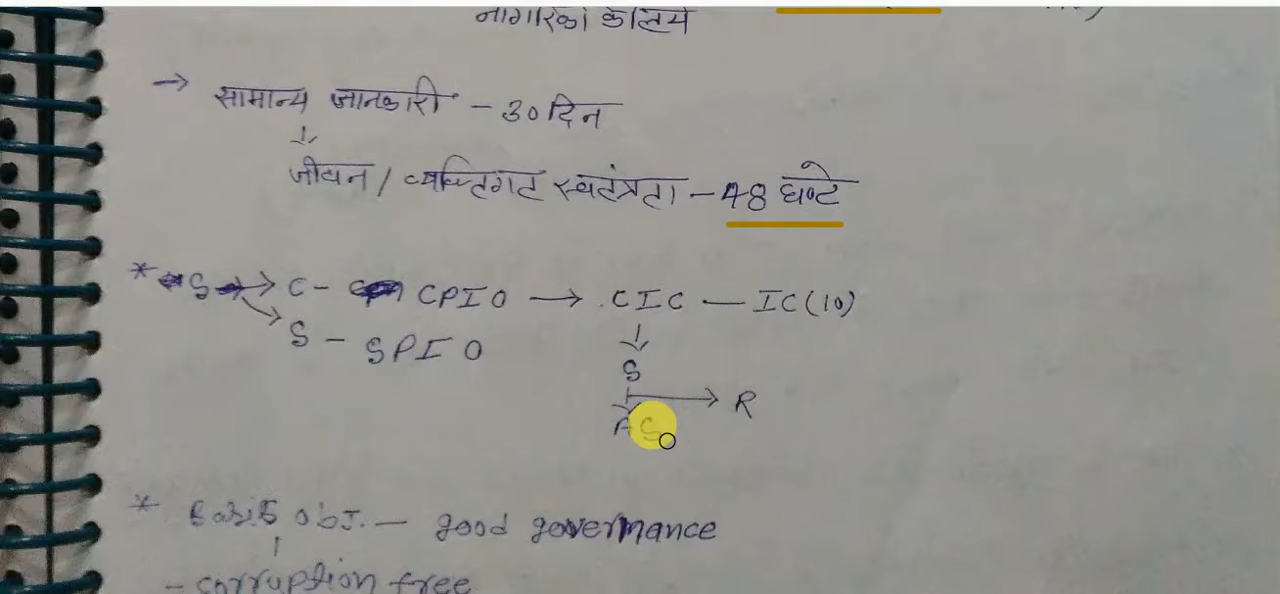 नागरिकों के लिये
→ सामान्य जानकारी - 30 दिन
↓
जीवन / व्यक्तिगत स्वतंत्रता - 48 घण्टे
* S → C - CPIO → CIC — IC (10)
S - SPIO
↓
S
→ R
AS
* Basic obj. — good governance
- corruption free